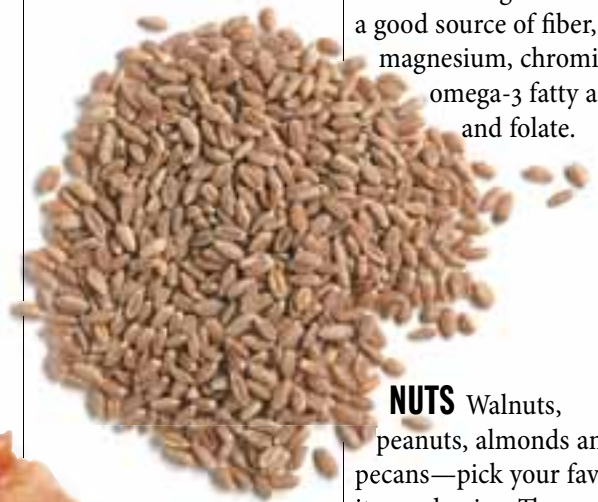 a good source of fiber,
magnesium, chromi
omega-3 fatty a
and folate.
NUTS Walnuts,
peanuts, almonds an
pecans—pick your fav